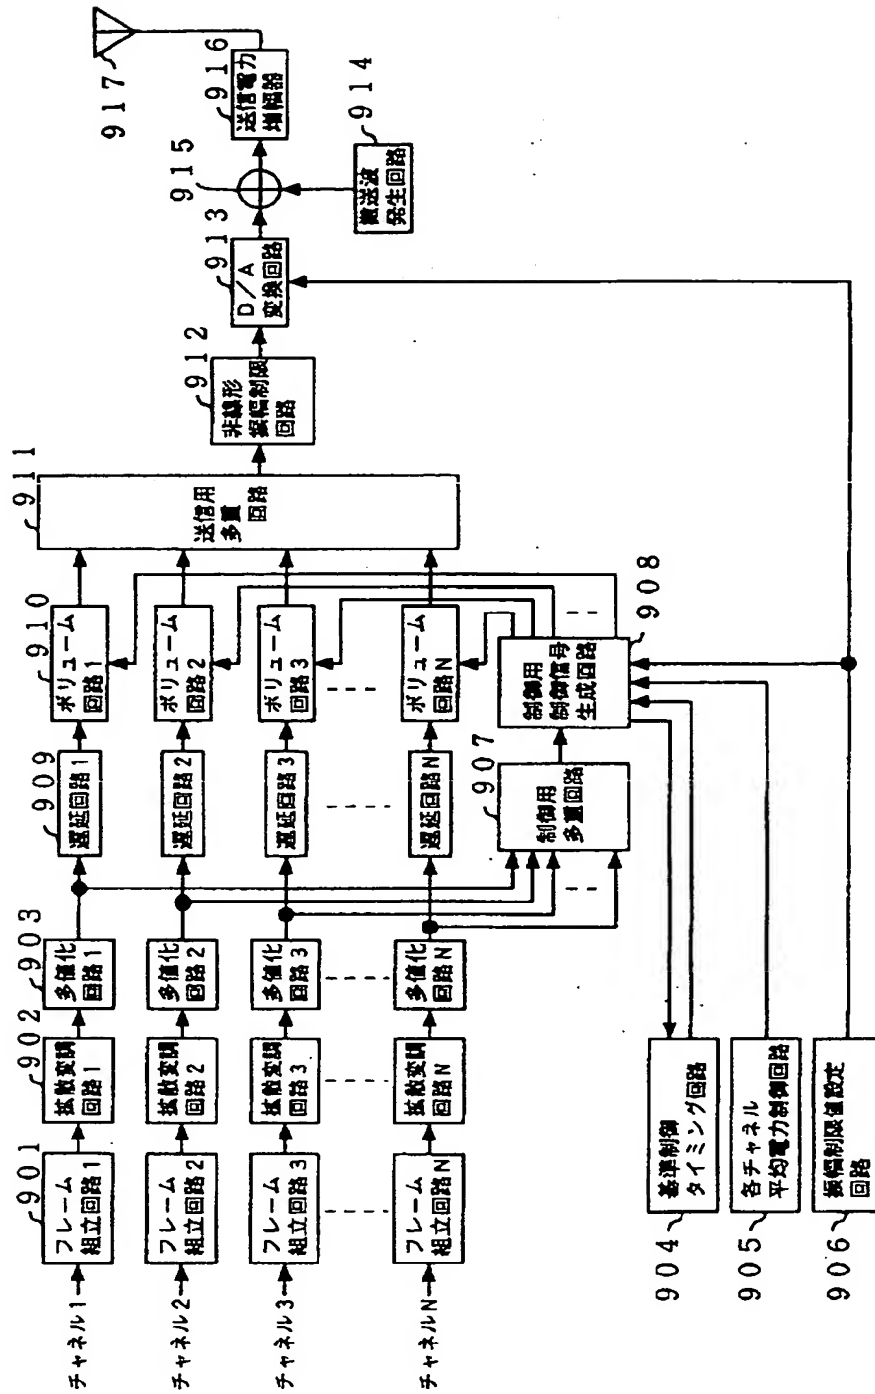 チャネル1
チャネル2
チャネル3
チャネルN
901
フレーム
組立回路1
フレーム
組立回路2
フレーム
組立回路3
フレーム
組立回路N
902
拡散変調
回路1
拡散変調
回路2
拡散変調
回路3
拡散変調
回路N
903
多値化
回路1
多値化
回路2
多値化
回路3
多値化
回路N
904
基準制御
タイミング回路
905
各チャネル
平均電力制御回路
906
振幅制限値設定
回路
907
制御用
多重回路
908
制御用
制御信号
生成回路
909
遅延回路1
遅延回路2
遅延回路3
遅延回路N
910
ボリューム
回路1
ボリューム
回路2
ボリューム
回路3
ボリューム
回路N
911
送信用
多重
回路
912
非線形
振幅制限
回路
913
D/A
変換回路
914
搬送波
発生回路
915
916
送信電力
増幅器
917